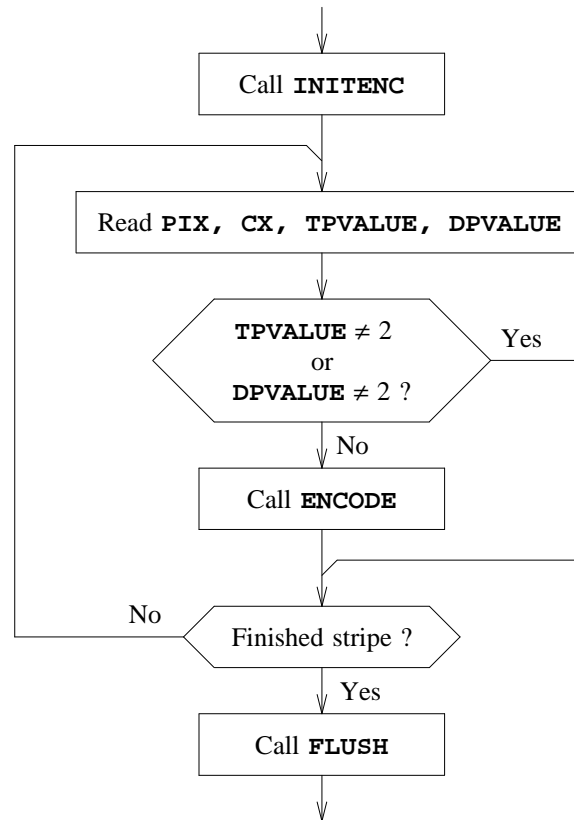 Call INITENC
Read PIX, CX, TPVALUE, DPVALUE
TPVALUE ≠ 2
or
DPVALUE ≠ 2 ?
Yes
No
Call ENCODE
Finished stripe ?
No
Yes
Call FLUSH